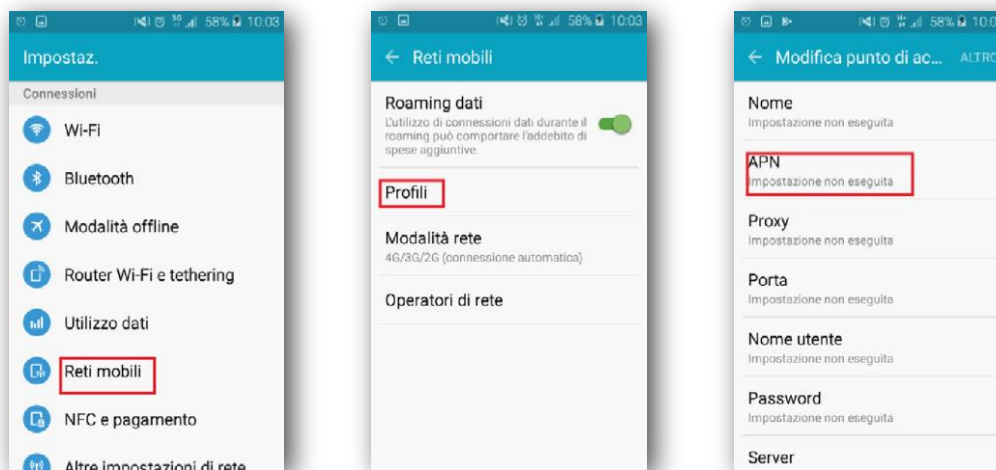 58% 10:03
Impostaz.
Connessioni
Wi-Fi
Bluetooth
Modalità offline
Router Wi-Fi e tethering
Utilizzo dati
Reti mobili
NFC e pagamento
Altre impostazioni di rete
58% 10:03
Reti mobili
Roaming dati
L'utilizzo di connessioni dati durante il
roaming può comportare l'addebito di
spese aggiuntive.
Profili
Modalità rete
4G/3G/2G (connessione automatica)
Operatori di rete
58% 10:0
Modifica punto di ac... ALTRO
Nome
Impostazione non eseguita
APN
Impostazione non eseguita
Proxy
Impostazione non eseguita
Porta
Impostazione non eseguita
Nome utente
Impostazione non eseguita
Password
Impostazione non eseguita
Server